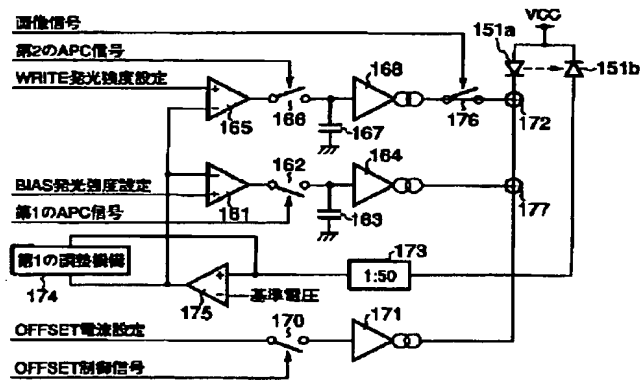 画像信号
VCC
151a
151b
第2のAPC信号
WRITE発光強度設定
168
165
166
167
176
172
162
164
BIAS発光強度設定
161
163
177
第1のAPC信号
173
第1の調整機構
1:50
174
175
基準電圧
170
171
OFFSET電流設定
OFFSET制御信号